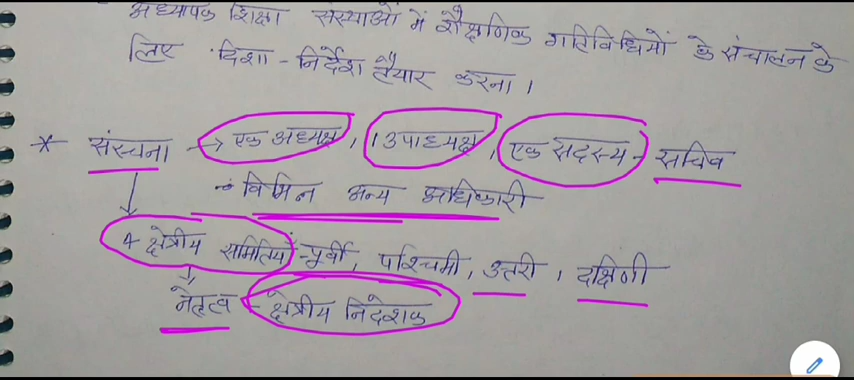 अध्यापक शिक्षा संस्थाओं में शैक्षणिक गतिविधियों के संचालन के
लिए दिशा - निर्देश तैयार करना।
* संरचना → एक अध्यक्ष, 1 उपाध्यक्ष, एक सदस्य - सचिव
विभिन अन्य अधिकारी
4 क्षेत्रीय समितियाँ - पूर्वी, पश्चिमी, उत्तरी, दक्षिणी
नेतृत्व - क्षेत्रीय निदेशक